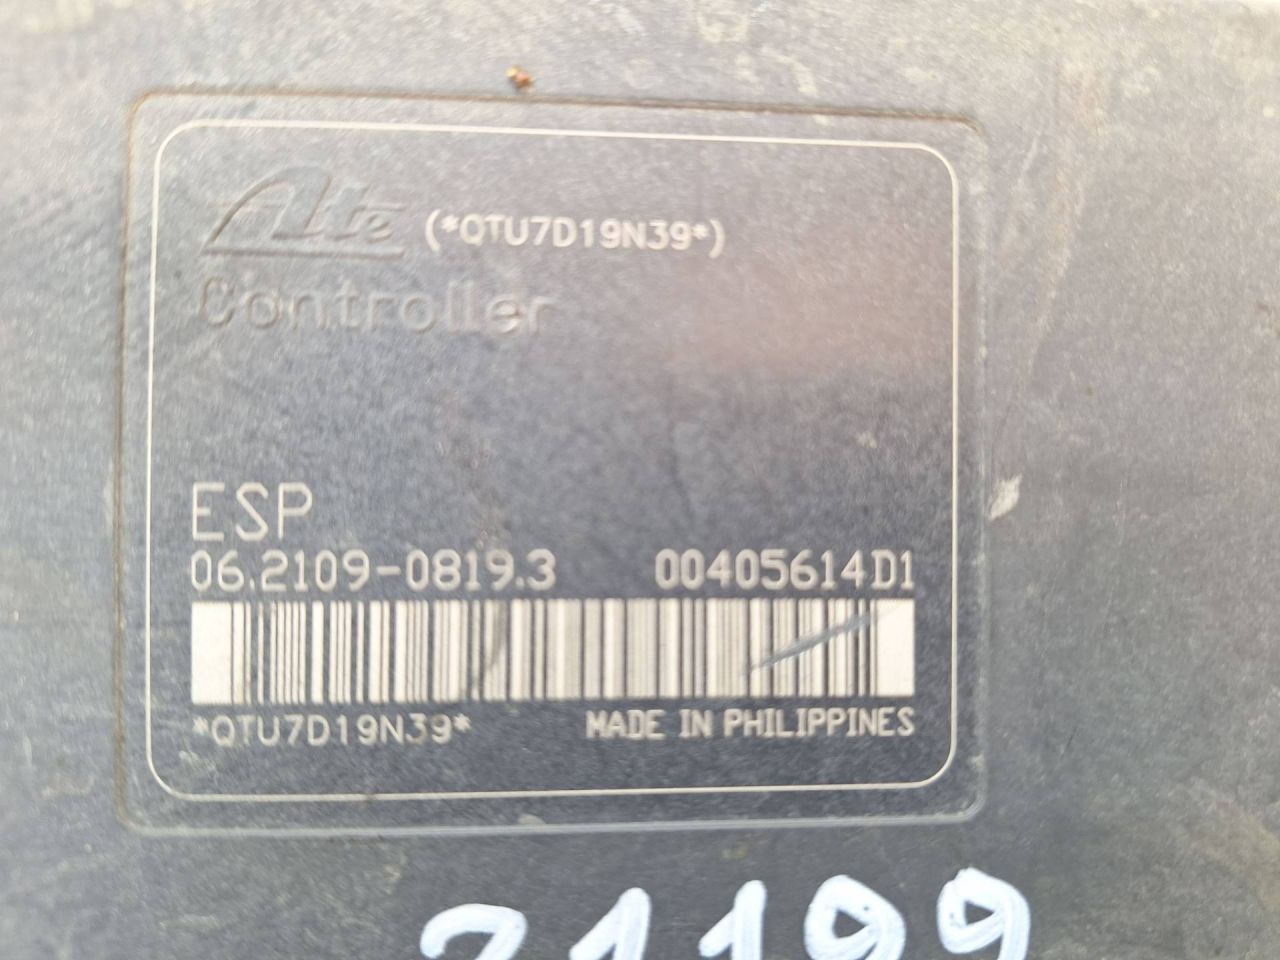 Ate (*QTU7D19N39*)
Controller
ESP
06.2109-0819.3 00405614D1
*QTU7D19N39* MADE IN PHILIPPINES